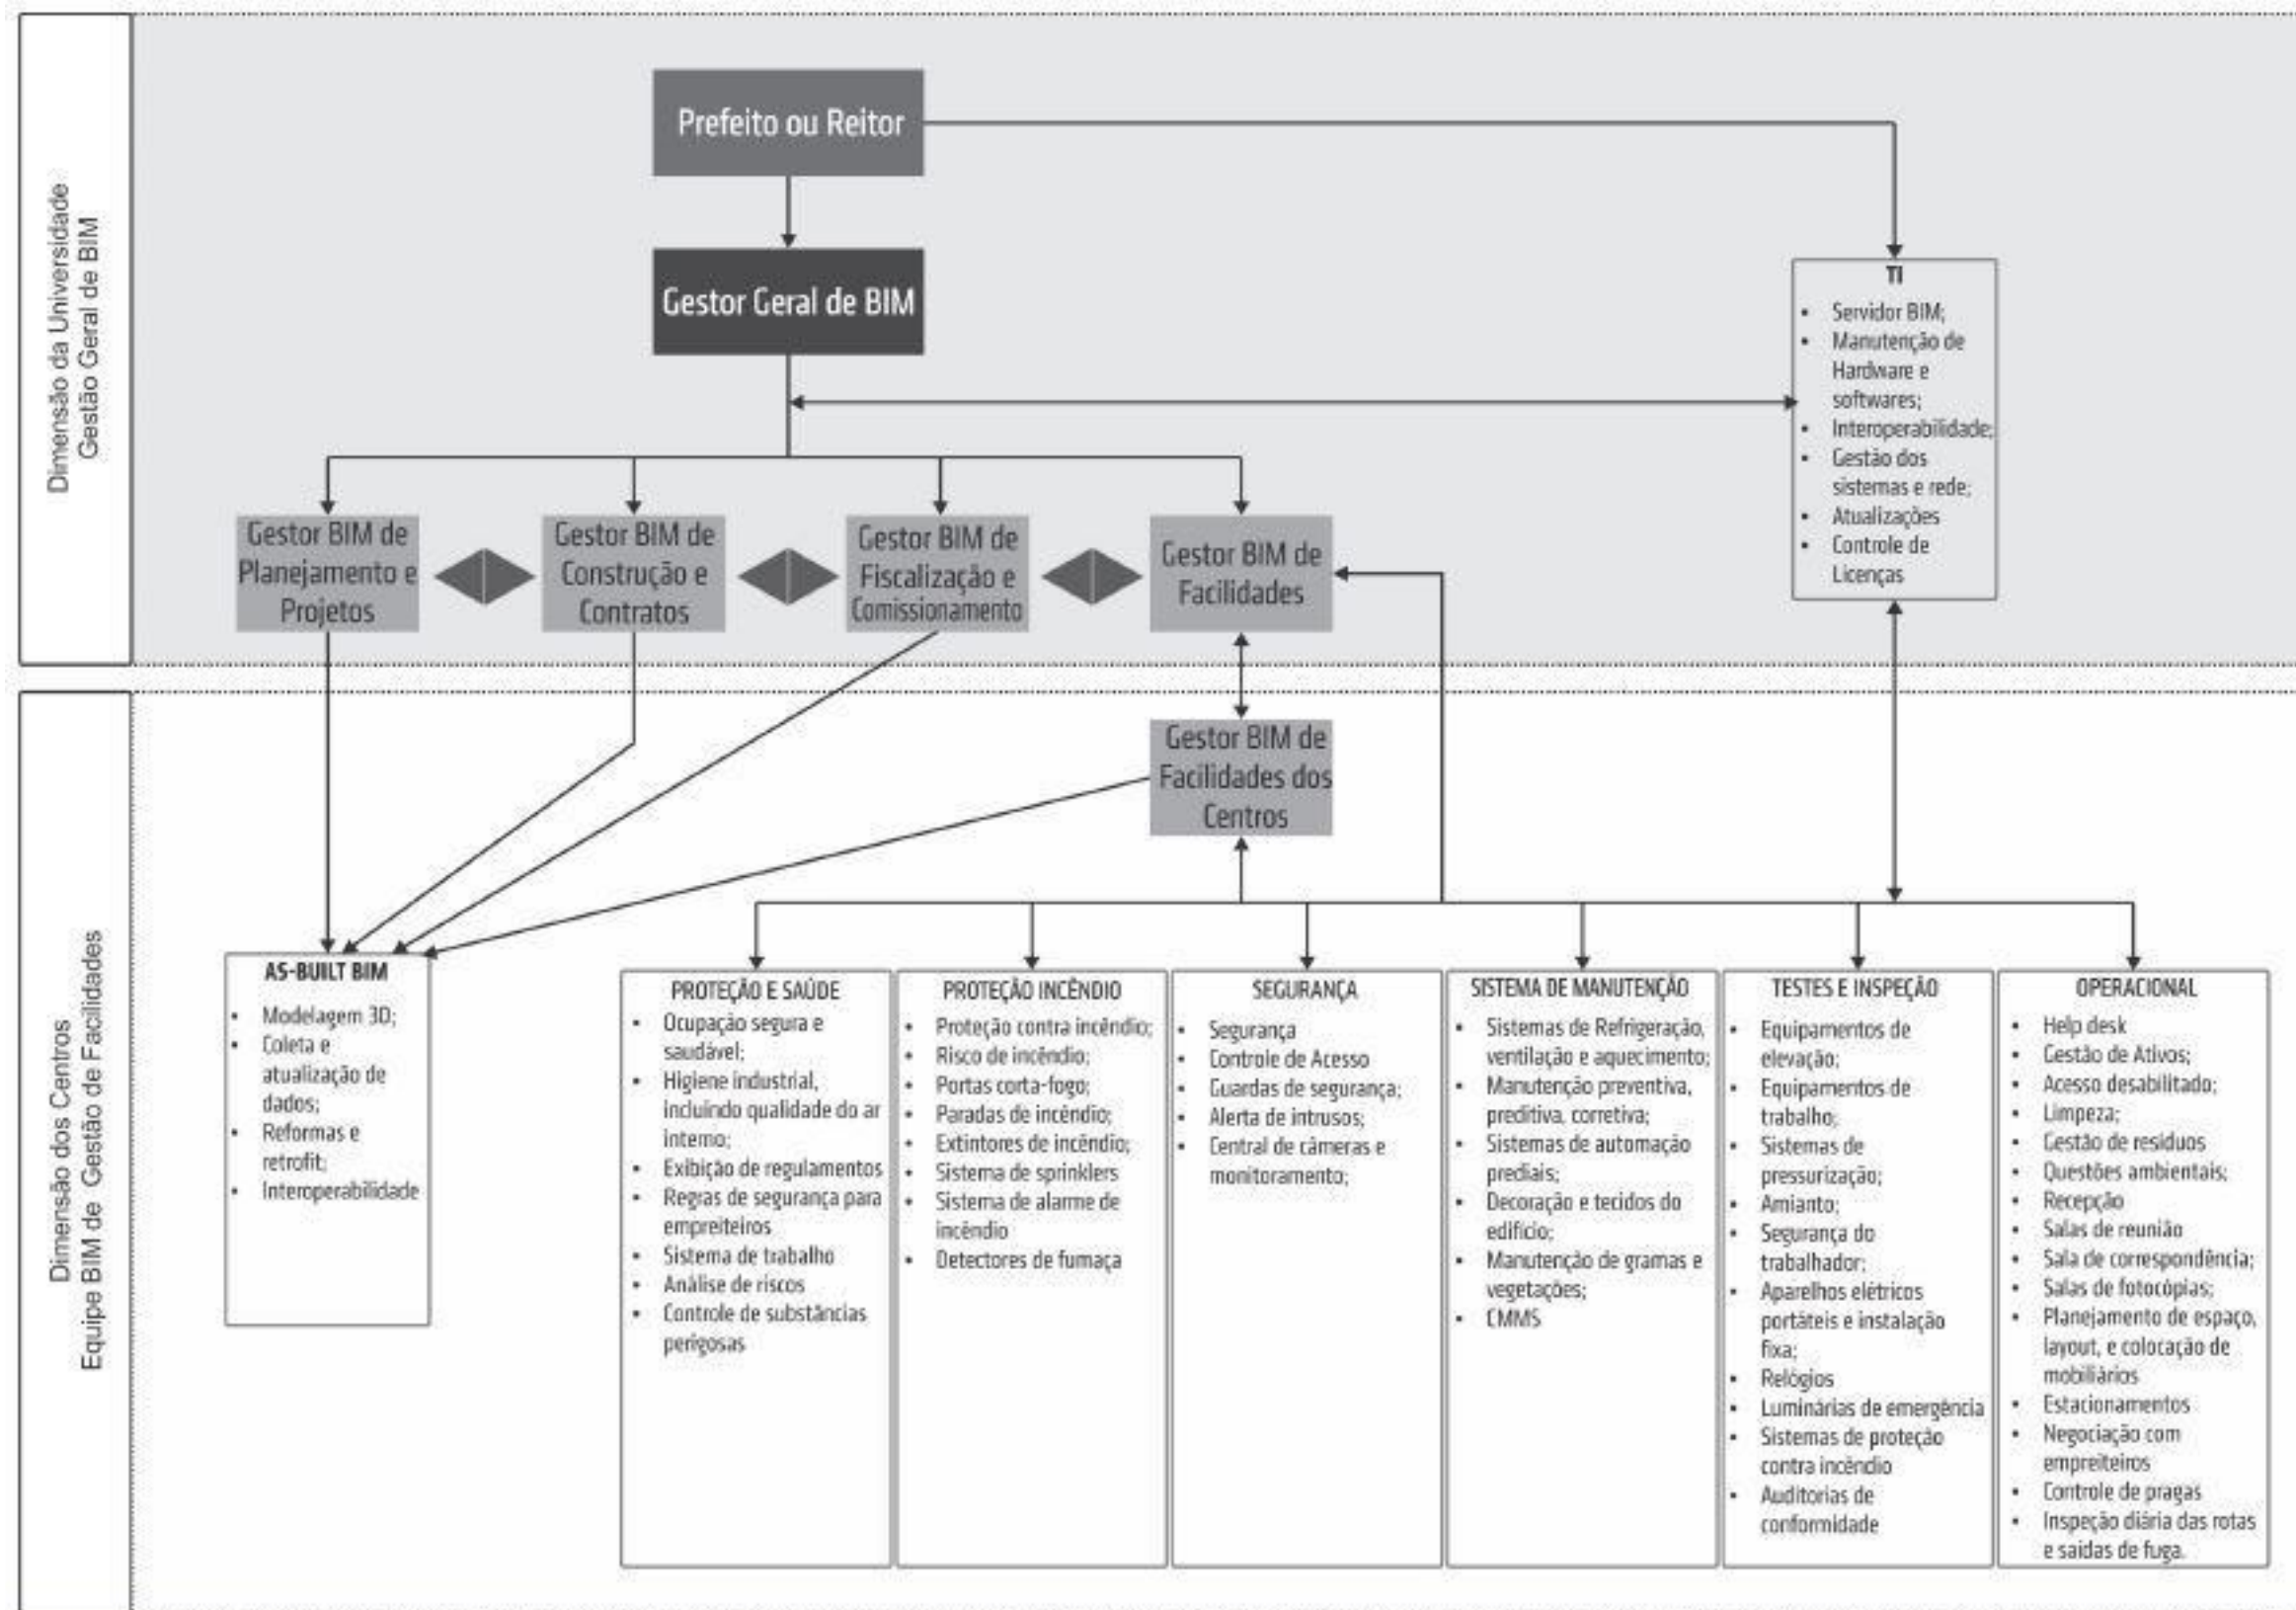 Dimensão da Universidade
Gestão Geral de BIM
Prefeito ou Reitor
Gestor Geral de BIM
TI
• Servidor BIM;
• Manutenção de
Hardware e
softwares;
• Interoperabilidade;
• Gestão dos
sistemas e rede;
• Atualizações
• Controle de
Licenças
Gestor BIM de
Planejamento e
Projetos
Gestor BIM de
Construção e
Contratos
Gestor BIM de
Fiscalização e
Comissionamento
Gestor BIM de
Facilidades
Dimensão dos Centros
Equipe BIM de Gestão de Facilidades
Gestor BIM de
Facilidades dos
Centros
AS-BUILT BIM
• Modelagem 3D;
• Coleta e
atualização de
dados;
• Reformas e
retrofit;
• Interoperabilidade
PROTEÇÃO E SAÚDE
• Ocupação segura e
saudável;
• Higiene industrial,
incluindo qualidade do ar
interno;
• Exibição de regulamentos
• Regras de segurança para
empreiteiros
• Sistema de trabalho
• Análise de riscos
• Controle de substâncias
perigosas
PROTEÇÃO INCÊNDIO
• Proteção contra incêndio;
• Risco de incêndio;
• Portas corta-fogo;
• Paradas de incêndio;
• Extintores de incêndio;
• Sistema de sprinklers
• Sistema de alarme de
incêndio
• Detectores de fumaça
SEGURANÇA
• Segurança
• Controle de Acesso
• Guardas de segurança;
• Alerta de intrusos;
• Central de câmeras e
monitoramento;
SISTEMA DE MANUTENÇÃO
• Sistemas de Refrigeração,
ventilação e aquecimento;
• Manutenção preventiva,
preditiva, corretiva;
• Sistemas de automação
prediais;
• Decoração e tecidos do
edifício;
• Manutenção de gramas e
vegetações;
• CMMS
TESTES E INSPEÇÃO
• Equipamentos de
elevação;
• Equipamentos de
trabalho;
• Sistemas de
pressurização;
• Amianto;
• Segurança do
trabalhador;
• Aparelhos elétricos
portáteis e instalação
fixa;
• Relógios
• Luminárias de emergência
• Sistemas de proteção
contra incêndio
• Auditorias de
conformidade
OPERACIONAL
• Help desk
• Gestão de Ativos;
• Acesso desabilitado;
• Limpeza;
• Gestão de resíduos
• Questões ambientais;
• Recepção
• Salas de reunião
• Sala de correspondência;
• Salas de fotocópias;
• Planejamento de espaço,
layout, e colocação de
mobiliários
• Estacionamentos
• Negociação com
empreiteiros
• Controle de pragas
• Inspeção diária das rotas
e saídas de fuga.